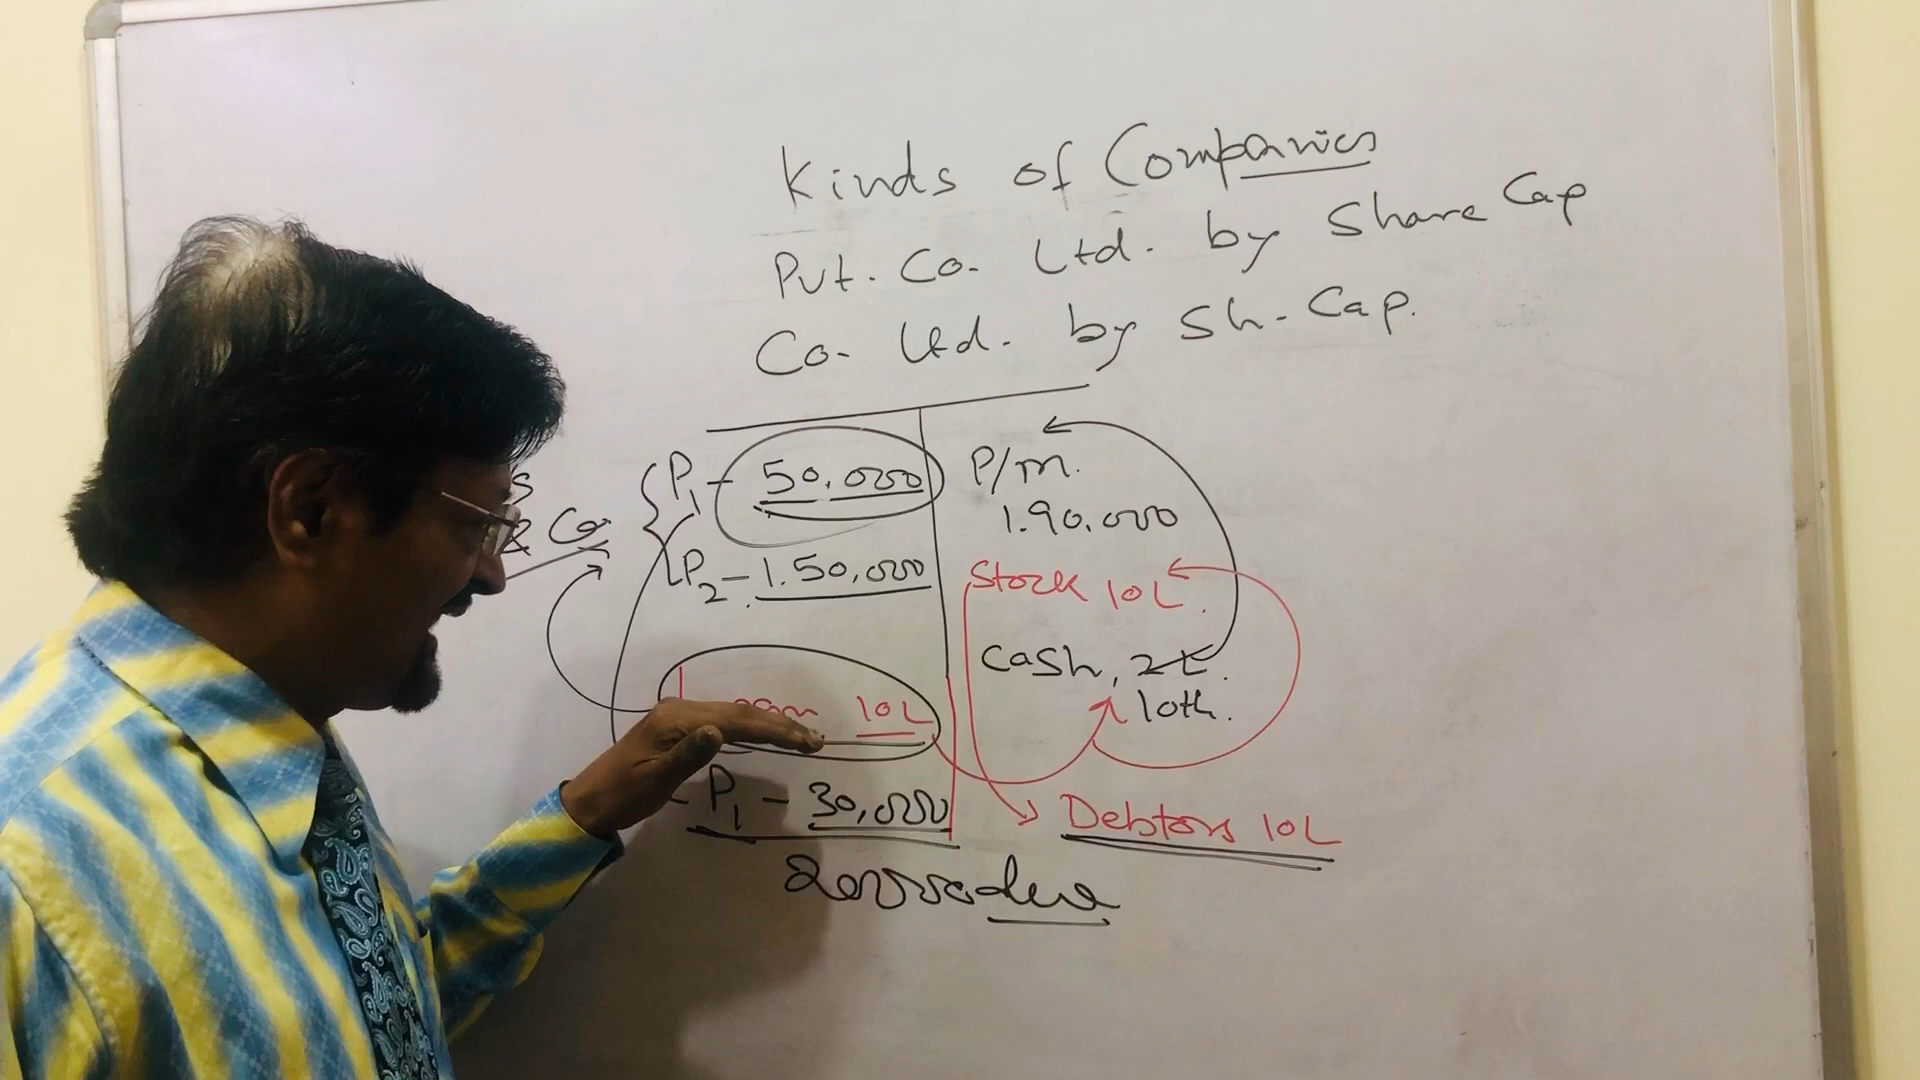 Kinds of Companies
Pvt. Co. Ltd. by Share Cap
Co. Ltd. by Sh. Cap.
S
& Co
P1 - 50,000
P/m.
1.90,000
P2 - 1.50,000
Stock 10L
Cash, 2L
10th.
10L
P1 - 30,000
Debtors 10L